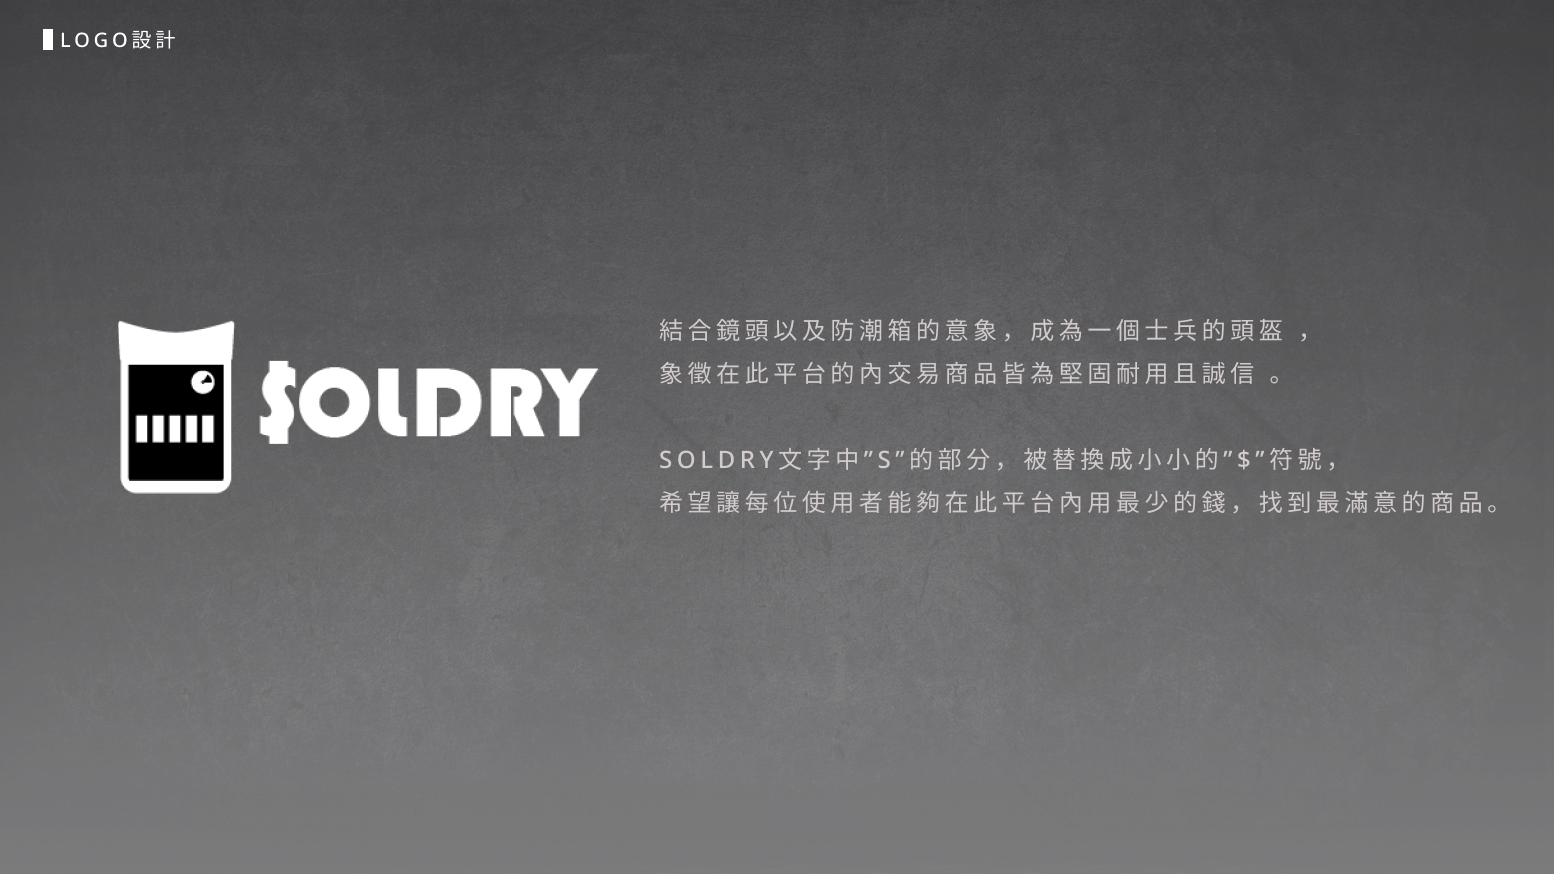 LOGO設計
$OLDRY
結合鏡頭以及防潮箱的意象，成為一個士兵的頭盔 ，
象徵在此平台的內交易商品皆為堅固耐用且誠信 。
SOLDRY文字中”S”的部分，被替換成小小的”$”符號，
希望讓每位使用者能夠在此平台內用最少的錢，找到最滿意的商品。